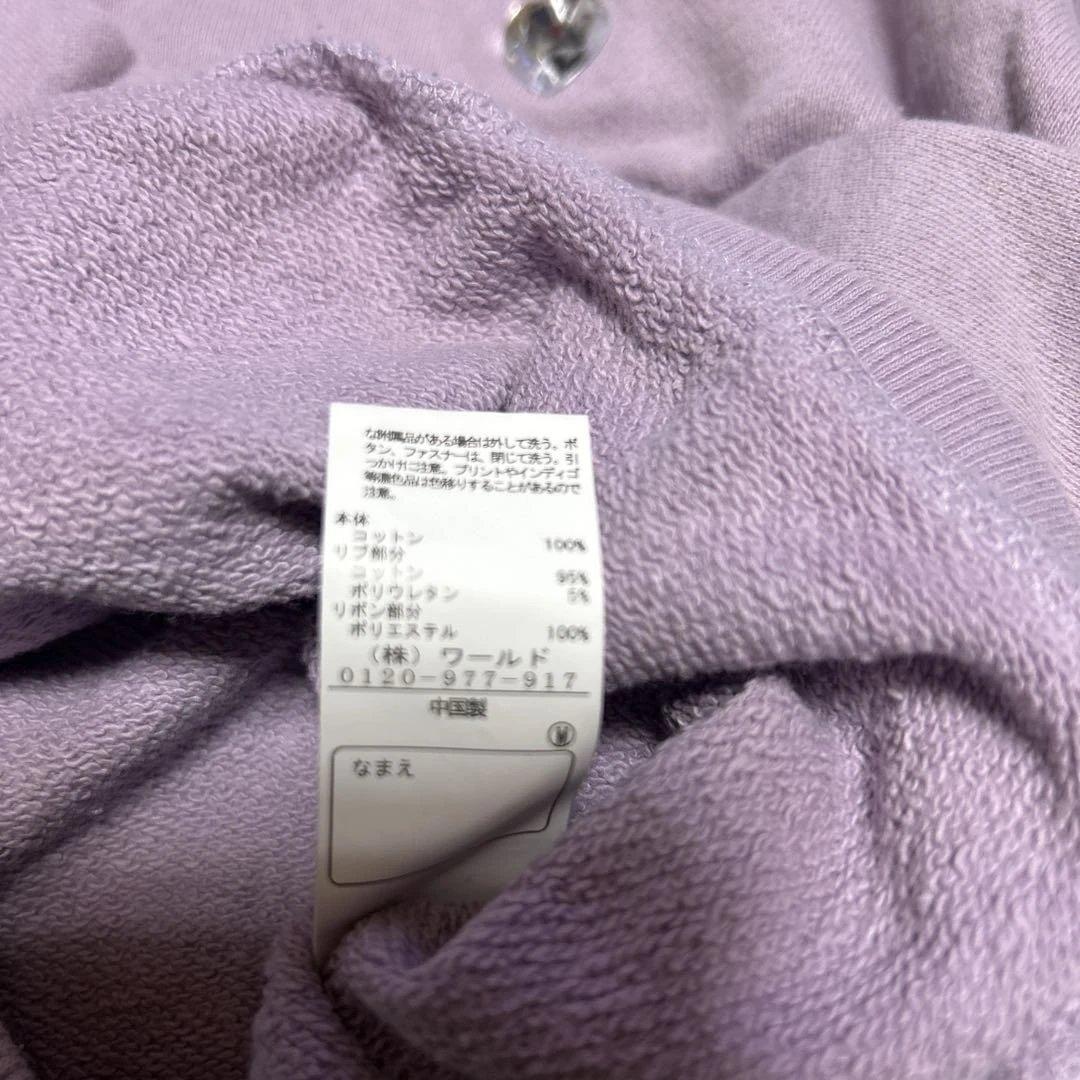 な附属品がある場合は外して洗う。ボ
タン、ファスナーは、閉じて洗う。引
っかけに注意。プリントやインディゴ
等濃色品は色移りすることがあるので
注意。
本体
コットン 100%
リブ部分
コットン 95%
ポリウレタン 5%
リボン部分
ポリエステル 100%
（株）ワールド
0120-977-917
中国製
M
なまえ